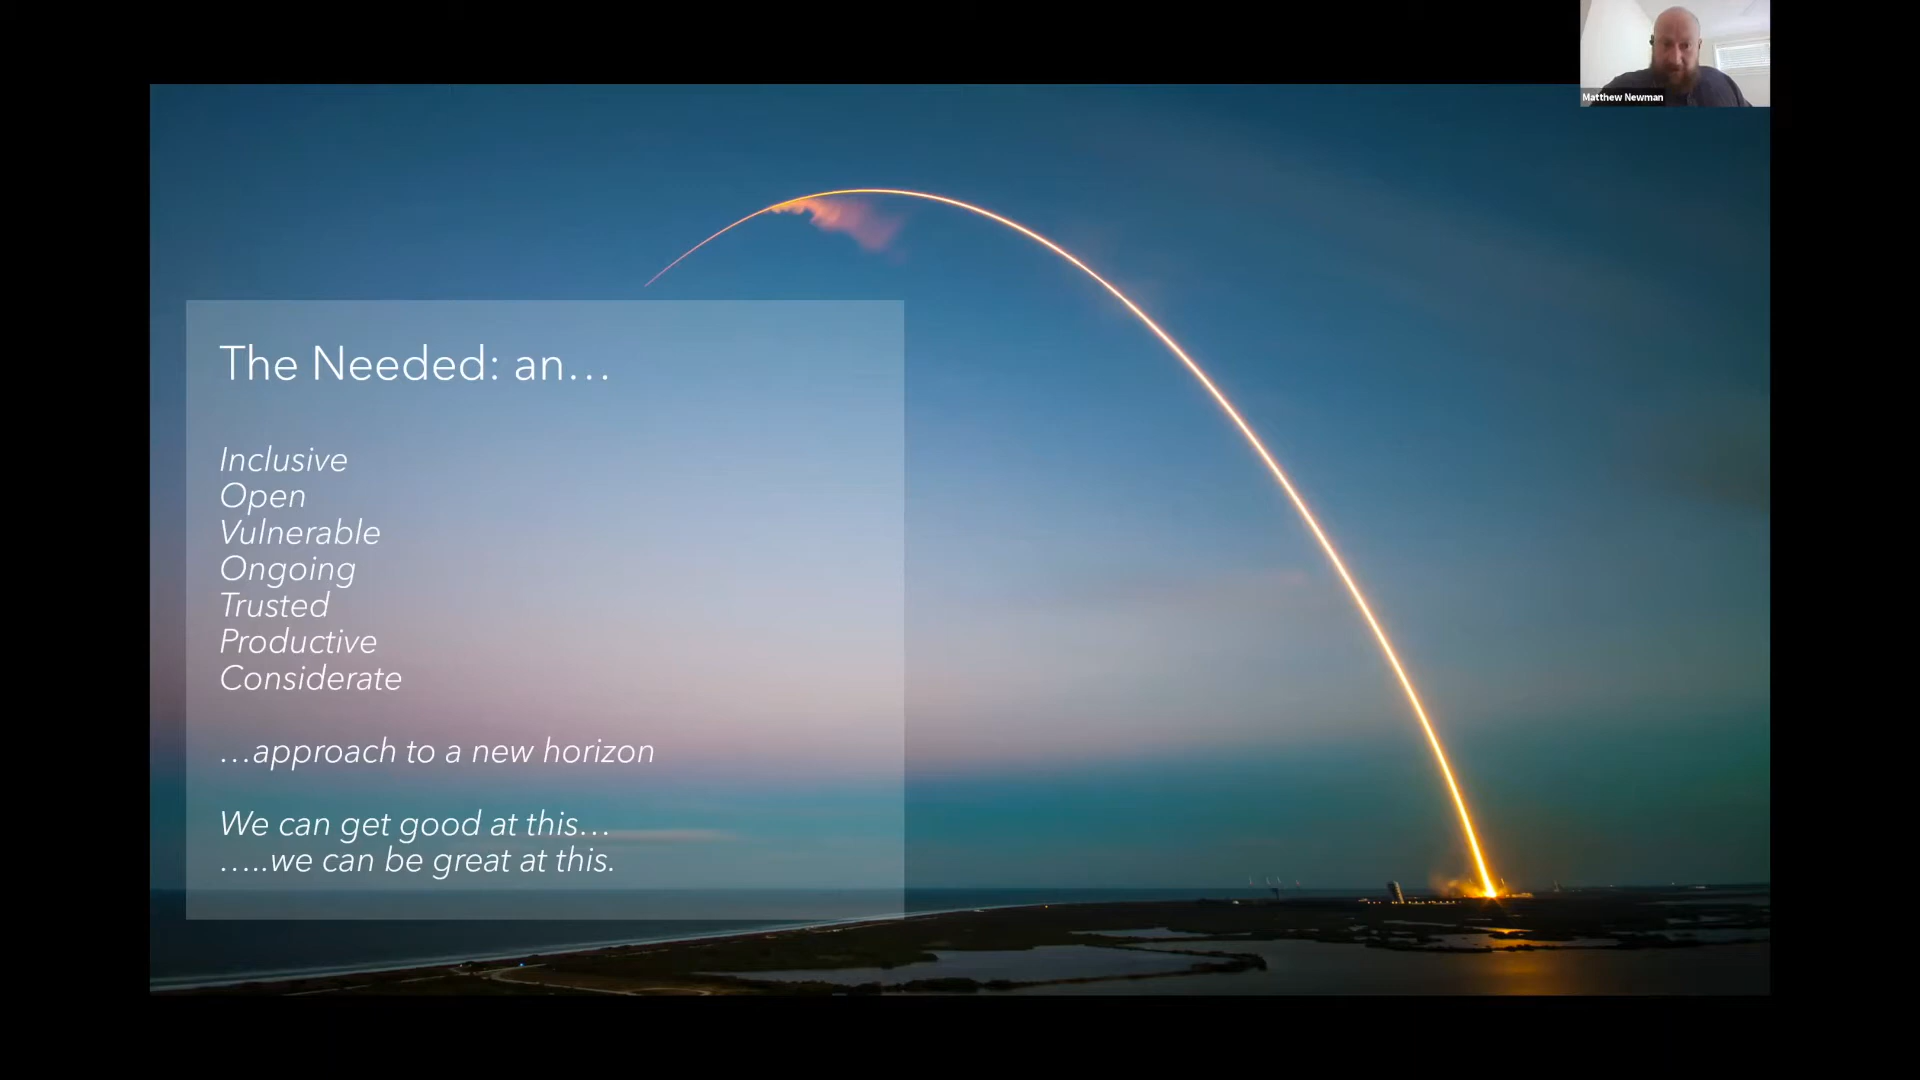 Matthew Newman
The Needed: an…
Inclusive
Open
Vulnerable
Ongoing
Trusted
Productive
Considerate
…approach to a new horizon
We can get good at this…
…..we can be great at this.